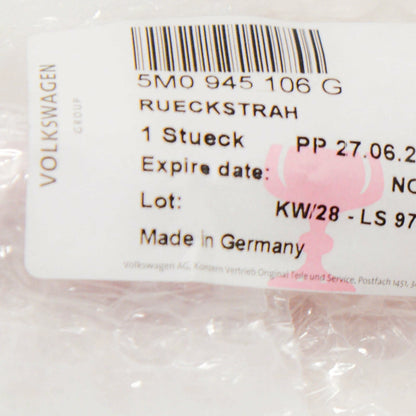 VOLKSWAGEN
GROUP
5M0 945 106 G
RUECKSTRAH
1 Stueck PP 27.06.2
Expire date: NO
Lot: KW/28 - LS 97
Made in Germany
Volkswagen AG, Konzern Vertrieb Original Teile und Service, Postfach 1451, 34